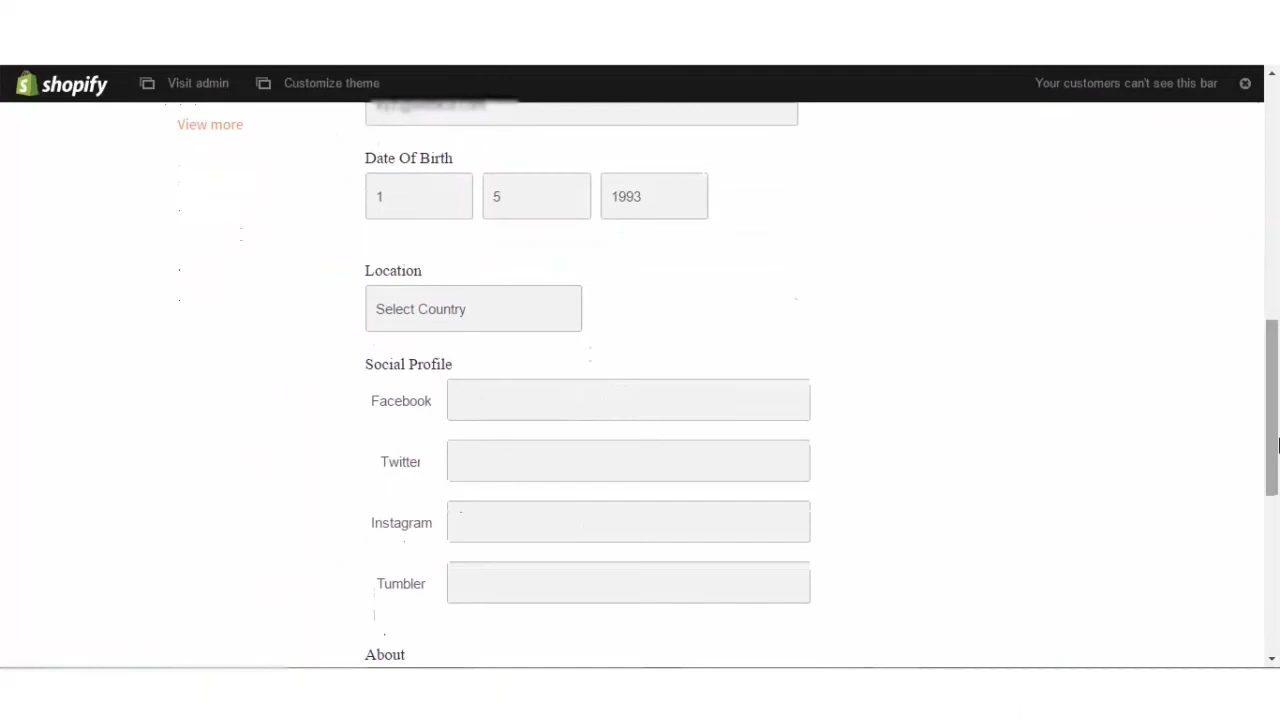 shopify Visit admin Customize theme Your customers can't see this bar
View more
Date Of Birth
1 5 1993
Location
Select Country
Social Profile
Facebook
Twitter
Instagram
Tumbler
About